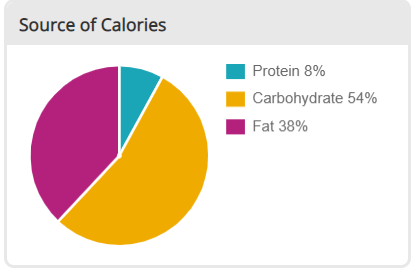 Source of Calories
Protein 8%
Carbohydrate 54%
Fat 38%